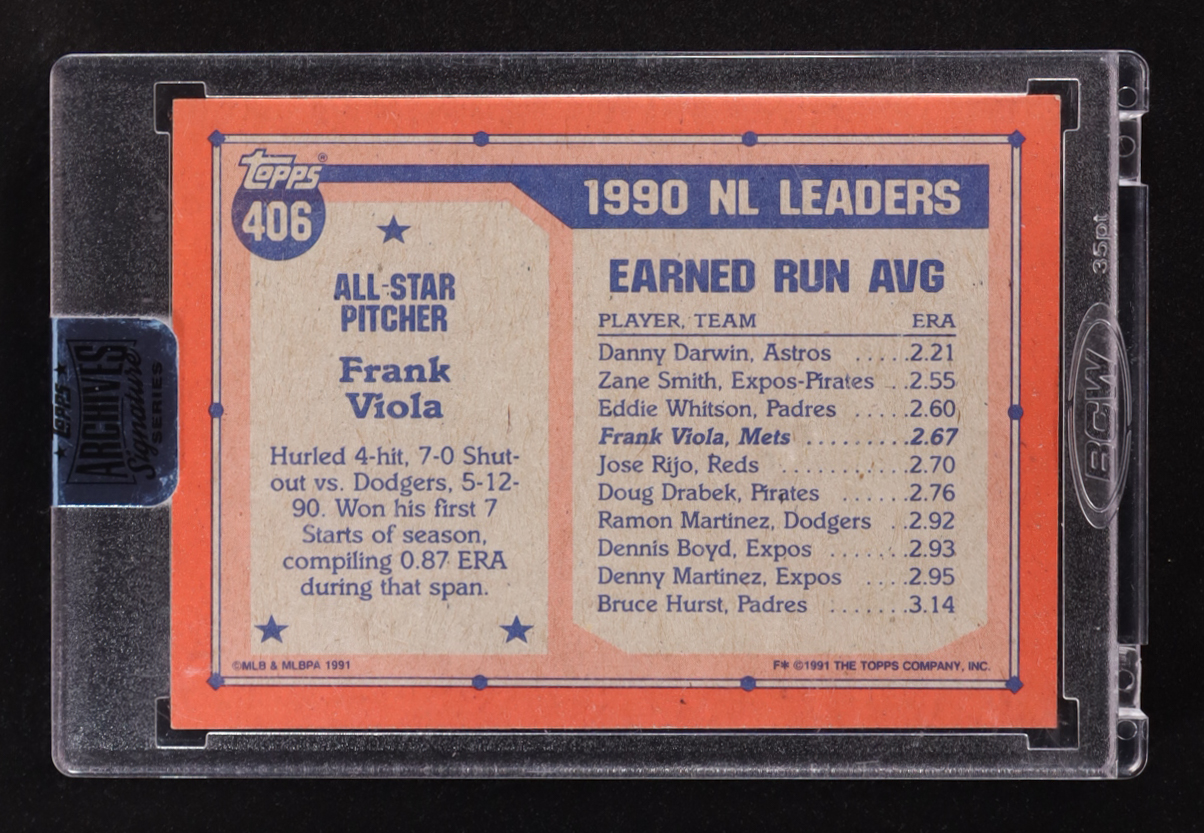 TOPPS®
406
1990 NL LEADERS
ALL-STAR
PITCHER
Frank
Viola
Hurled 4-hit, 7-0 Shut-
out vs. Dodgers, 5-12-
90. Won his first 7
Starts of season,
compiling 0.87 ERA
during that span.
EARNED RUN AVG
PLAYER, TEAM ERA
Danny Darwin, Astros .....2.21
Zane Smith, Expos-Pirates ..2.55
Eddie Whitson, Padres .....2.60
Frank Viola, Mets .........2.67
Jose Rijo, Reds ..........2.70
Doug Drabek, Pirates ......2.76
Ramon Martinez, Dodgers ..2.92
Dennis Boyd, Expos .......2.93
Denny Martinez, Expos ....2.95
Bruce Hurst, Padres .......3.14
©MLB & MLBPA 1991
F* ©1991 THE TOPPS COMPANY, INC.
★ TOPPS ★
ARCHIVES
Signature
SERIES
35pt
BCW